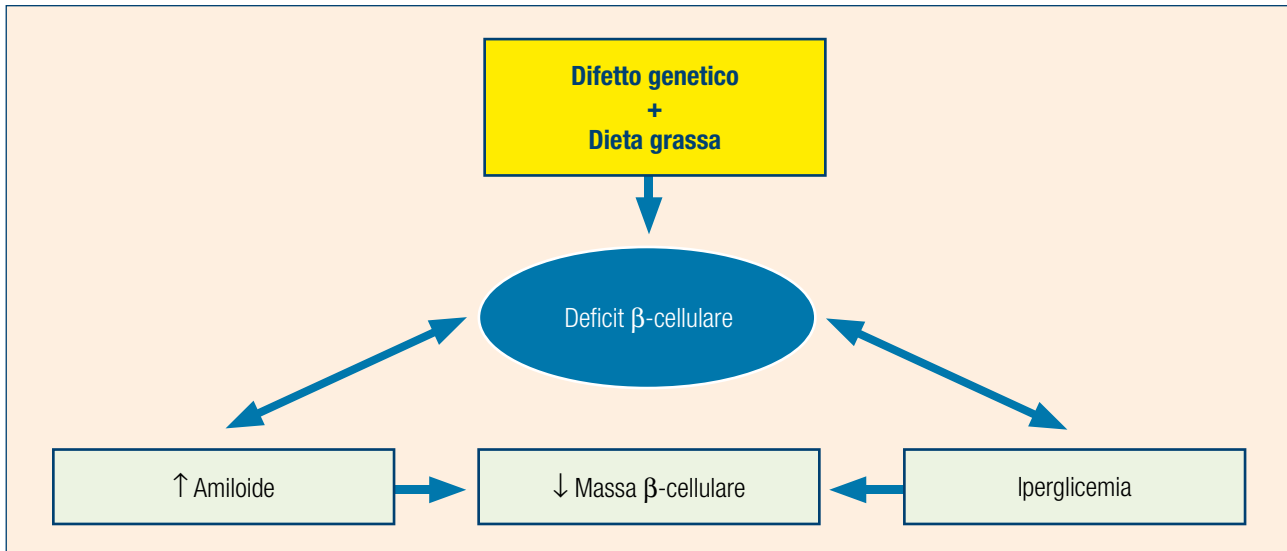 Difetto genetico
+
Dieta grassa
Deficit β-cellulare
↑ Amiloide
↓ Massa β-cellulare
Iperglicemia